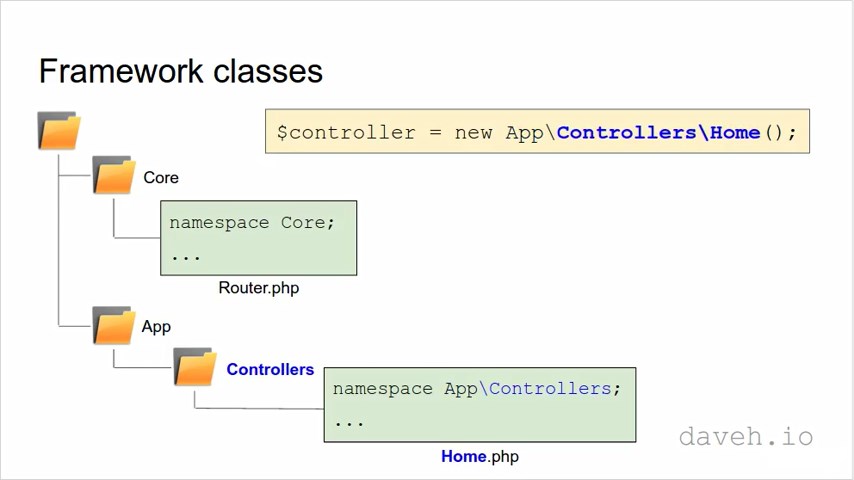 Framework classes
$controller = new App\Controllers\Home();
Core
namespace Core;
...
Router.php
App
Controllers
namespace App\Controllers;
...
Home.php
daveh.io